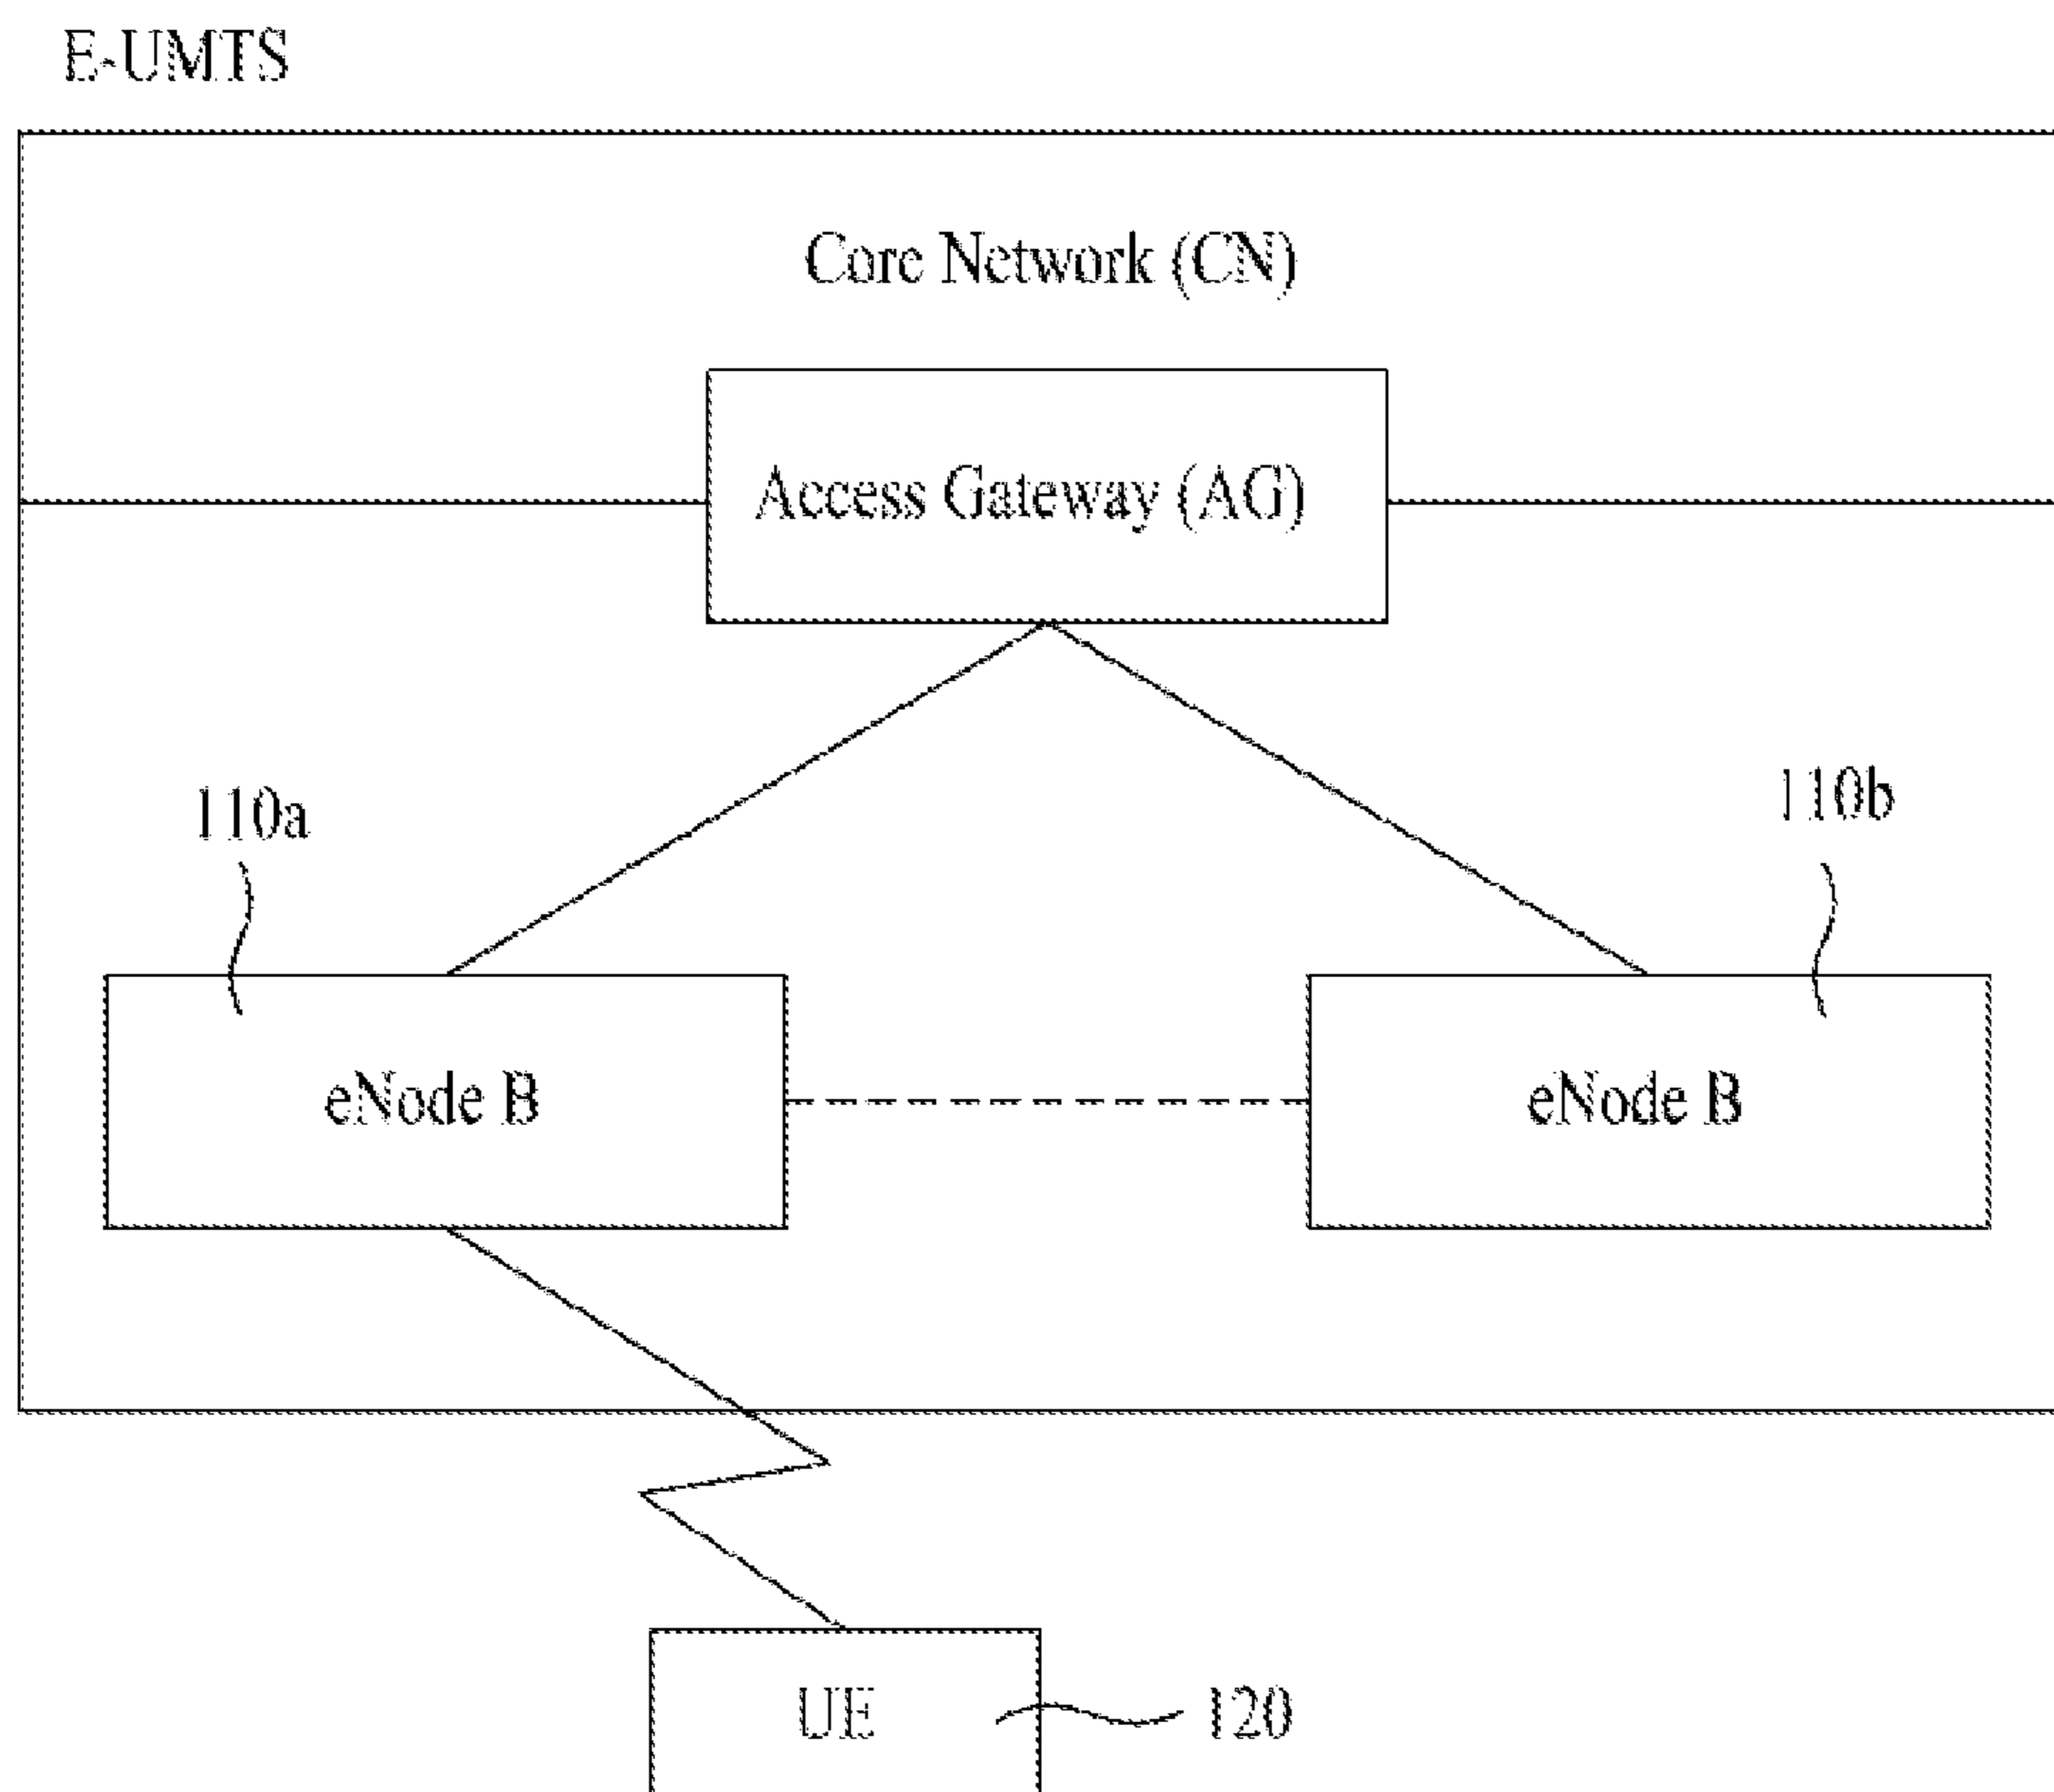 E-UMTS
Core Network (CN)
Access Gateway (AG)
110a
110b
eNode B
eNode B
UE
120